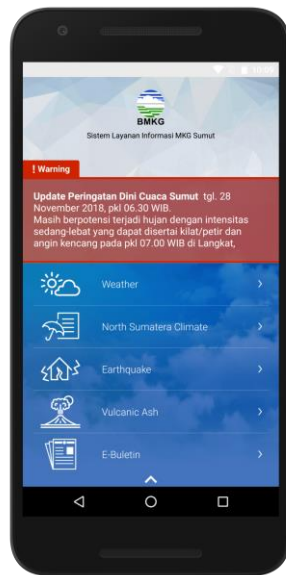 BMKG
Sistem Layanan Informasi MKG Sumut
! Warning
Update Peringatan Dini Cuaca Sumut tgl. 28
November 2018, pkl 06.30 WIB.
Masih berpotensi terjadi hujan dengan intensitas
sedang-lebat yang dapat disertai kilat/petir dan
angin kencang pada pkl 07.00 WIB di Langkat,
Weather
North Sumatera Climate
Earthquake
Vulcanic Ash
E-Buletin